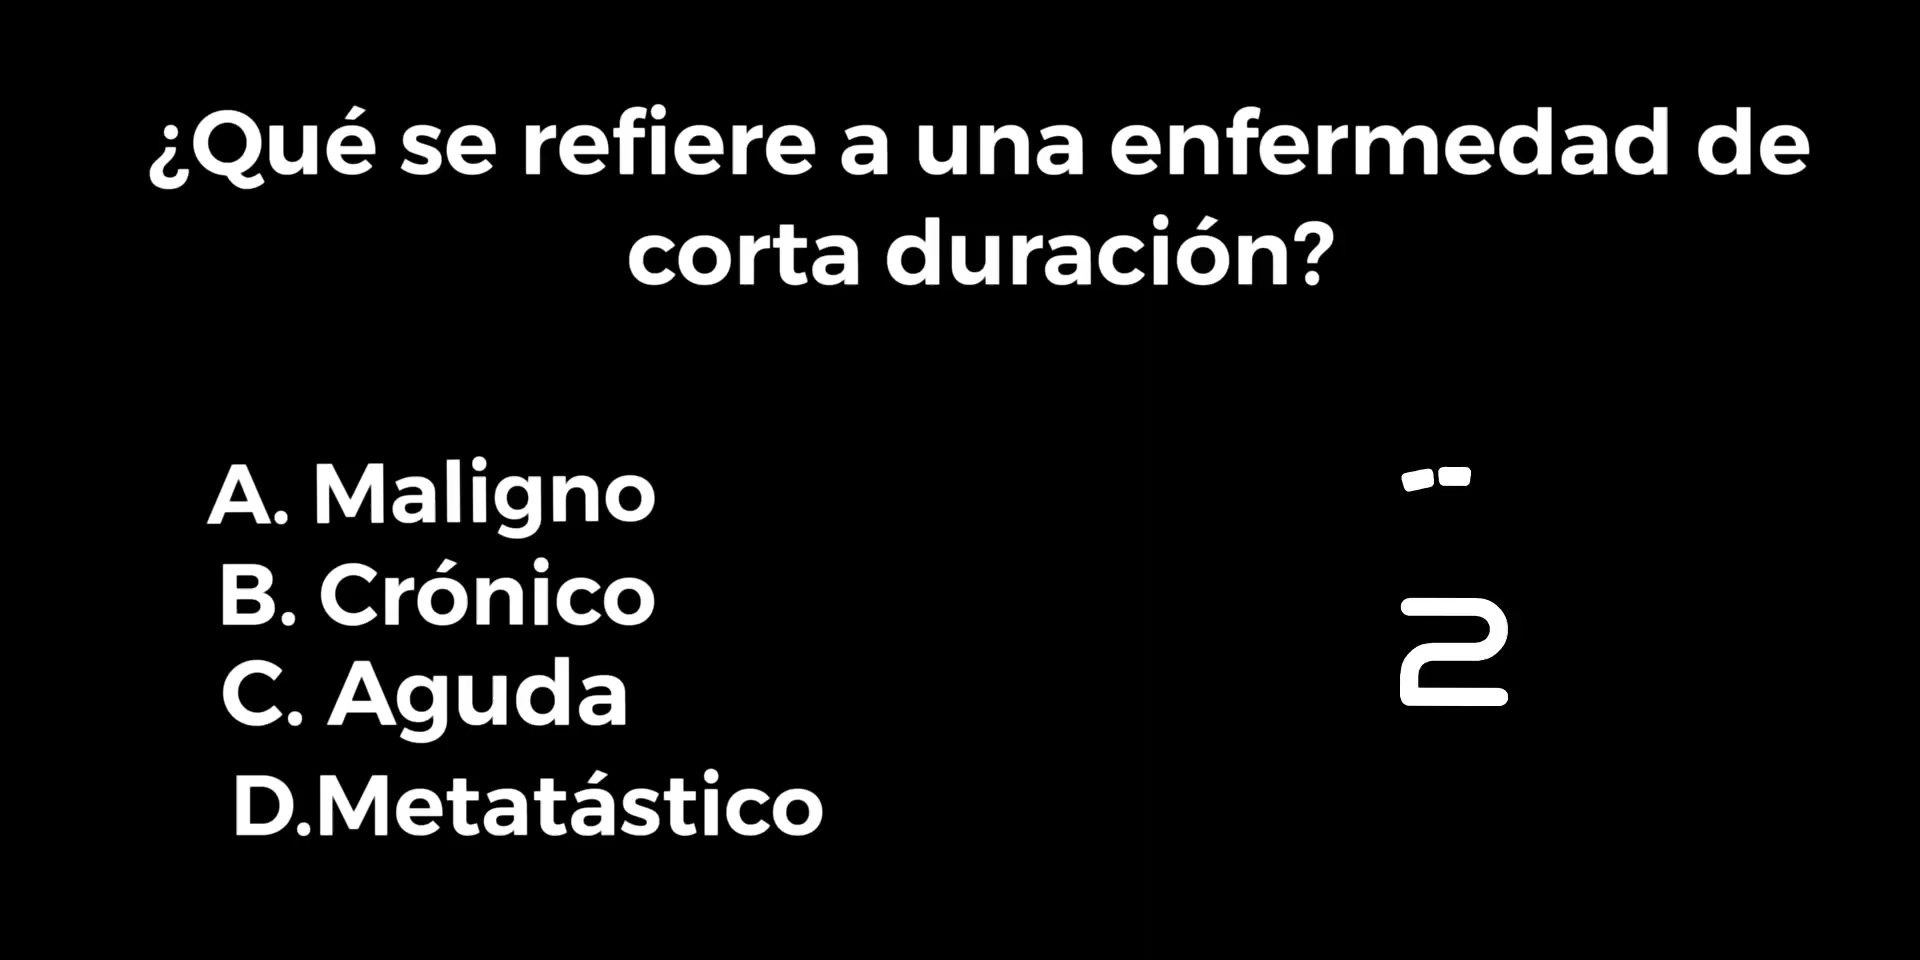 ¿Qué se refiere a una enfermedad de
corta duración?
A. Maligno
B. Crónico
C. Aguda
D.Metatástico
2